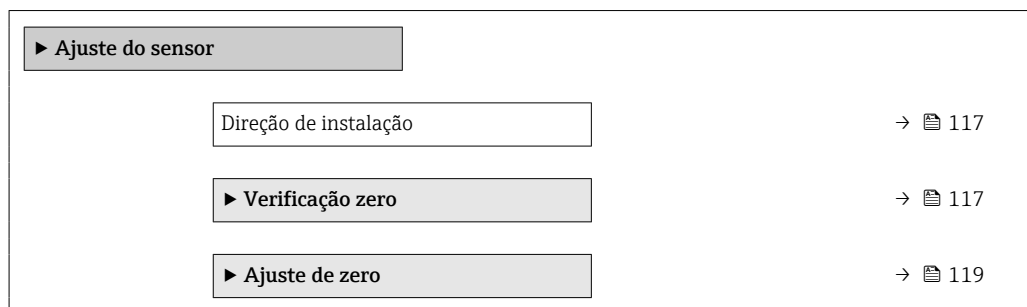 ▶ Ajuste do sensor
Direção de instalação → 117
▶ Verificação zero → 117
▶ Ajuste de zero → 119